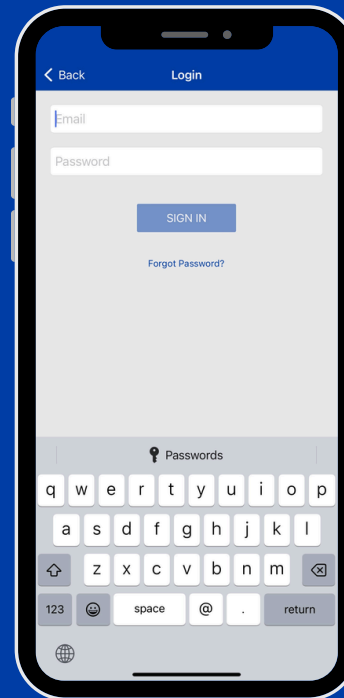 Back Login
Email
Password
SIGN IN
Forgot Password?
Passwords
q w e r t y u i o p
a s d f g h j k l
z x c v b n m
123 space @ . return